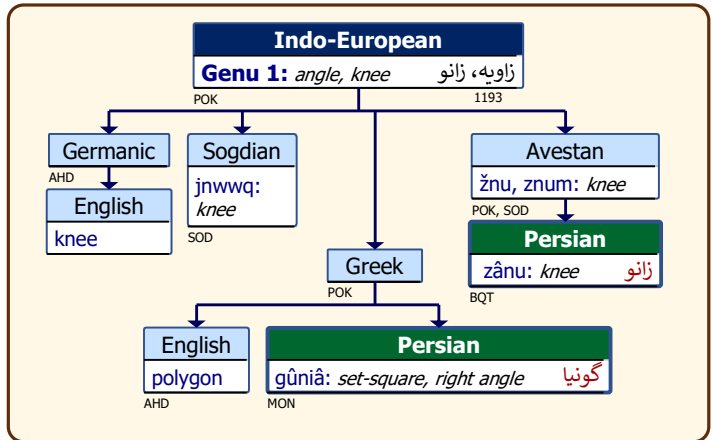 Indo-European
Genu 1: angle, knee زاویه، زانو
POK 1193
Germanic
AHD
English
knee
Sogdian
jnwwq:
knee
SOD
Avestan
žnu, znum: knee
POK, SOD
Persian
zânu: knee زانو
BQT
Greek
POK
English
polygon
AHD
Persian
gûniâ: set-square, right angle گونیا
MON